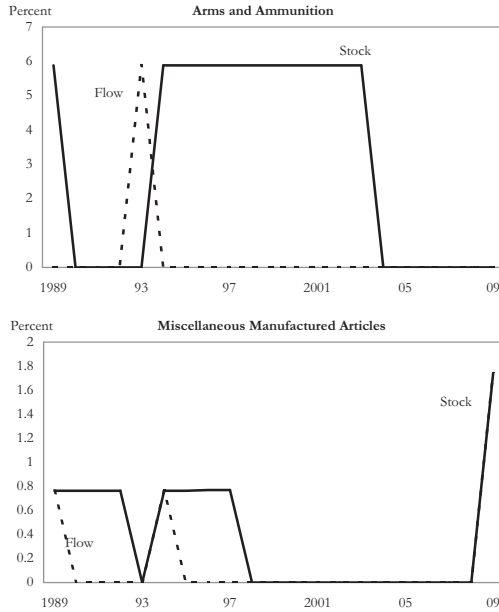 Percent Arms and Ammunition
7
Stock
6
Flow
5
4
3
2
1
0
1989 93 97 2001 05 09
Percent Miscellaneous Manufactured Articles
2
1.8
1.6
Stock
1.4
1.2
1
0.8
0.6
0.4
Flow
0.2
0
1989 93 97 2001 05 09